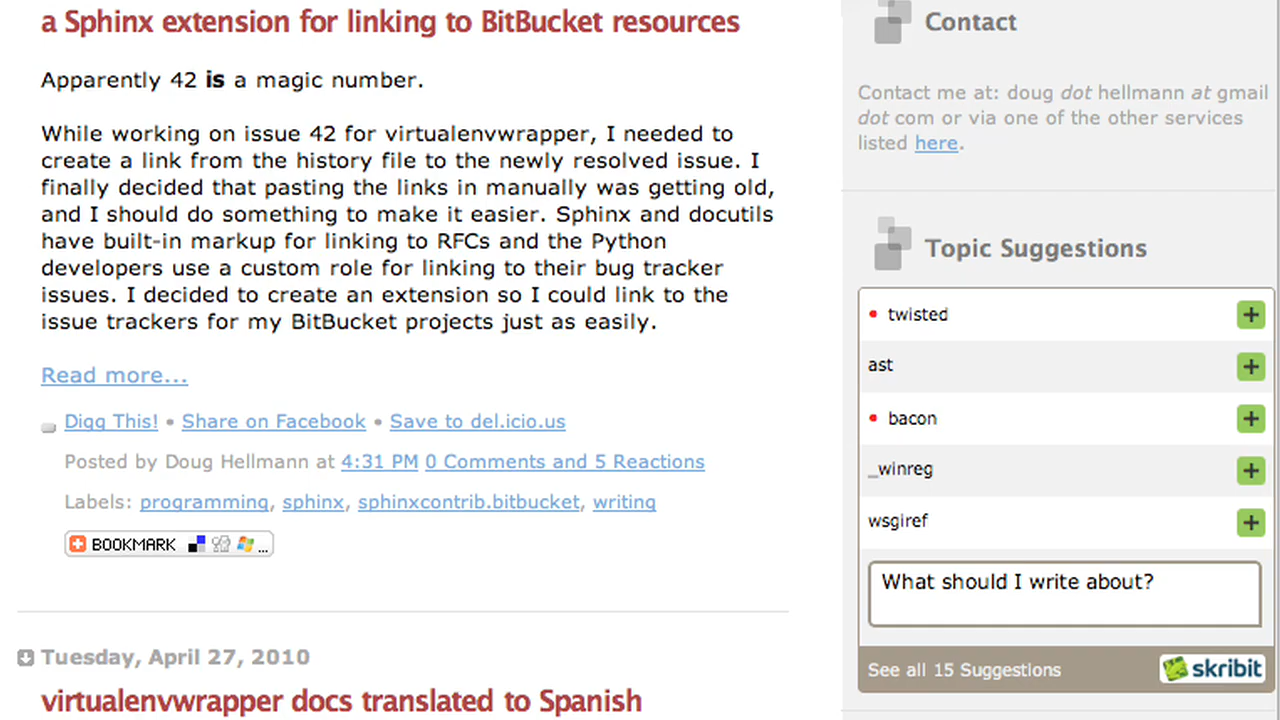 a Sphinx extension for linking to BitBucket resources
Apparently 42 is a magic number.
While working on issue 42 for virtualenvwrapper, I needed to
create a link from the history file to the newly resolved issue. I
finally decided that pasting the links in manually was getting old,
and I should do something to make it easier. Sphinx and docutils
have built-in markup for linking to RFCs and the Python
developers use a custom role for linking to their bug tracker
issues. I decided to create an extension so I could link to the
issue trackers for my BitBucket projects just as easily.
Read more...
Digg This! • Share on Facebook • Save to del.icio.us
Posted by Doug Hellmann at 4:31 PM 0 Comments and 5 Reactions
Labels: programming, sphinx, sphinxcontrib.bitbucket, writing
BOOKMARK ...
Tuesday, April 27, 2010
virtualenvwrapper docs translated to Spanish
Contact
Contact me at: doug dot hellmann at gmail
dot com or via one of the other services
listed here.
Topic Suggestions
• twisted
ast
• bacon
_winreg
wsgiref
What should I write about?
See all 15 Suggestions skribit